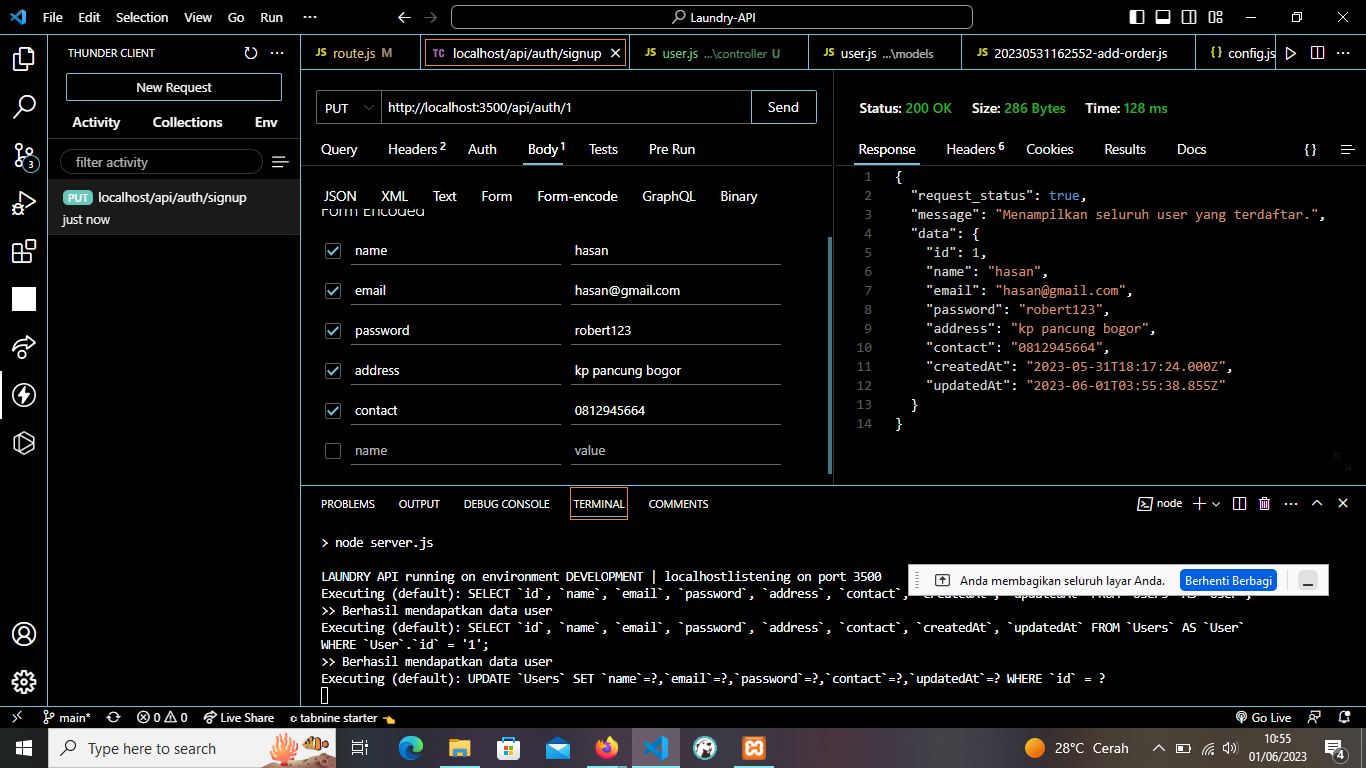 File Edit Selection View Go Run ··· Laundry-API
THUNDER CLIENT
route.js M
TC localhost/api/auth/signup
JS user.js ...\controller U
JS user.js ...\models
JS 20230531162552-add-order.js
{} config.js
New Request
Activity Collections Env
filter activity
PUT localhost/api/auth/signup
just now
3
PUT http://localhost:3500/api/auth/1 Send
Query Headers 2 Auth Body 1 Tests Pre Run
JSON XML Text Form Form-encode GraphQL Binary
Form Encoded
name hasan
email hasan@gmail.com
password robert123
address kp pancung bogor
contact 0812945664
name value
Status: 200 OK Size: 286 Bytes Time: 128 ms
Response Headers 6 Cookies Results Docs {}
1 {
2 "request_status": true,
3 "message": "Menampilkan seluruh user yang terdaftar.",
4 "data": {
5 "id": 1,
6 "name": "hasan",
7 "email": "hasan@gmail.com",
8 "password": "robert123",
9 "address": "kp pancung bogor",
10 "contact": "0812945664",
11 "createdAt": "2023-05-31T18:17:24.000Z",
12 "updatedAt": "2023-06-01T03:55:38.855Z"
13 }
14 }
PROBLEMS OUTPUT DEBUG CONSOLE TERMINAL COMMENTS node
> node server.js
LAUNDRY API running on environment DEVELOPMENT | localhostlistening on port 3500
Anda membagikan seluruh layar Anda. Berhenti Berbagi
Executing (default): SELECT `id`, `name`, `email`, `password`, `address`, `contact`, `createdAt`, `updatedAt` FROM `Users` AS `User`;
>> Berhasil mendapatkan data user
Executing (default): SELECT `id`, `name`, `email`, `password`, `address`, `contact`, `createdAt`, `updatedAt` FROM `Users` AS `User`
WHERE `User`.`id` = '1';
>> Berhasil mendapatkan data user
Executing (default): UPDATE `Users` SET `name`=?,`email`=?,`password`=?,`contact`=?,`updatedAt`=? WHERE `id` = ?
main* 0 0 Live Share tabnine starter Go Live
Type here to search
28°C Cerah
10:55
01/06/2023
4